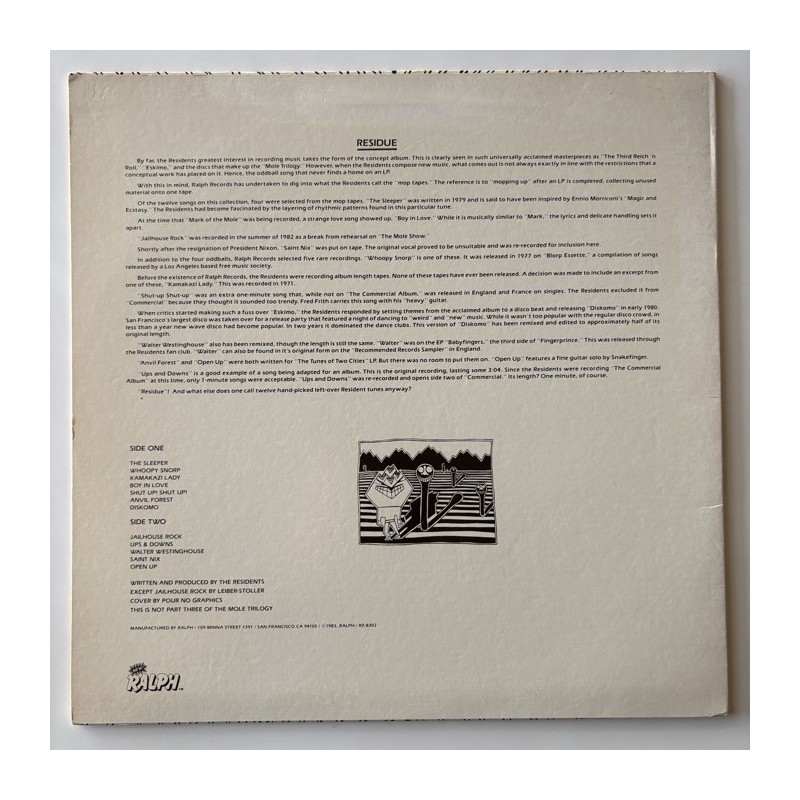 RESIDUE
By far, the Residents greatest interest in recording music takes the form of the concept album. This is clearly seen in such universally acclaimed masterpieces as "The Third Reich 'n
Roll," "Eskimo," and the discs that make up the "Mole Trilogy." However, when the Residents compose new music, what comes out is not always exactly in line with the restrictions that a
conceptual work has placed on it. Hence, the oddball song that never finds a home on an LP.
With this in mind, Ralph Records has undertaken to dig into what the Residents call the "mop tapes." The reference is to "mopping up" after an LP is completed, collecting unused
material onto one tape.
Of the twelve songs on this collection, four were selected from the mop tapes. "The Sleeper" was written in 1979 and is said to have been inspired by Ennio Morriconi's "Magic and
Ecstasy." The Residents had become fascinated by the layering of rhythmic patterns found in this particular tune.
At the time that "Mark of the Mole" was being recorded, a strange love song showed up, "Boy in Love." While it is musically similar to "Mark," the lyrics and delicate handling sets it
apart.
"Jailhouse Rock" was recorded in the summer of 1982 as a break from rehearsal on "The Mole Show."
Shortly after the resignation of President Nixon, "Saint Nix" was put on tape. The original vocal proved to be unsuitable and was re-recorded for inclusion here.
In addition to the four oddballs, Ralph Records selected five rare recordings. "Whoopy Snorp" is one of these. It was released in 1977 on "Blorp Essette," a compilation of songs
released by a Los Angeles based free music society.
Before the existence of Ralph Records, the Residents were recording album length tapes. None of these tapes have ever been released. A decision was made to include an excerpt from
one of these, "Kamakazi Lady." This was recorded in 1971.
"Shut-up Shut-up" was an extra one-minute song that, while not on "The Commercial Album," was released in England and France on singles. The Residents excluded it from
"Commercial" because they thought it sounded too trendy. Fred Frith carries this song with his "heavy" guitar.
When critics started making such a fuss over "Eskimo," the Residents responded by setting themes from the acclaimed album to a disco beat and releasing "Diskomo" in early 1980.
San Francisco's largest disco was taken over for a release party that featured a night of dancing to "weird" and "new" music. While it wasn't too popular with the regular disco crowd, in
less than a year new wave disco had become popular. In two years it dominated the dance clubs. This version of "Diskomo" has been remixed and edited to approximately half of its
original length.
"Walter Westinghouse" also has been remixed, though the length is still the same. "Walter" was on the EP "Babyfingers," the third side of "Fingerprince." This was released through
the Residents fan club. "Walter" can also be found in it's original form on the "Recommended Records Sampler" in England.
"Anvil Forest" and "Open Up" were both written for "The Tunes of Two Cities" LP. But there was no room to put them on. "Open Up" features a fine guitar solo by Snakefinger.
"Ups and Downs" is a good example of a song being adapted for an album. This is the original recording, lasting some 3:04. Since the Residents were recording "The Commercial
Album" at this time, only 1-minute songs were acceptable. "Ups and Downs" was re-recorded and opens side two of "Commercial." Its length? One minute, of course.
"Residue"! And what else does one call twelve hand-picked left-over Resident tunes anyway?
SIDE ONE
THE SLEEPER
WHOOPY SNORP
KAMAKAZI LADY
BOY IN LOVE
SHUT UP! SHUT UP!
ANVIL FOREST
DISKOMO
SIDE TWO
JAILHOUSE ROCK
UPS & DOWNS
WALTER WESTINGHOUSE
SAINT NIX
OPEN UP
WRITTEN AND PRODUCED BY THE RESIDENTS
EXCEPT JAILHOUSE ROCK BY LEIBER-STOLLER
COVER BY POUR NO GRAPHICS
THIS IS NOT PART THREE OF THE MOLE TRILOGY
MANUFACTURED BY RALPH / 109 MINNA STREET #391 / SAN FRANCISCO CA 94105 / ©1983, RALPH / RZ-8302
RALPH